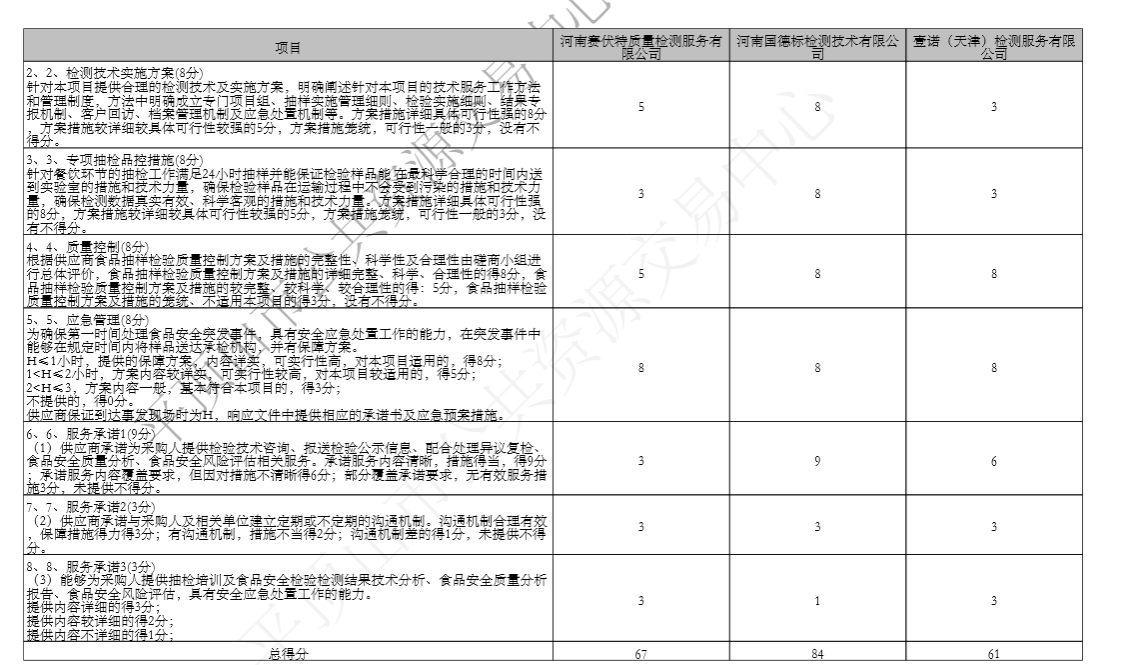 项目
河南赛伏特质量检测服务有
限公司
河南国德标检测技术有限公
司
壹诺（天津）检测服务有限
公司
2、2、检测技术实施方案(8分)
针对本项目提供合理的检测技术及实施方案，明确阐述针对本项目的技术服务工作方法
和管理制度，方法中明确成立专门项目组、抽样实施管理细则、检验实施细则、结果专
报机制、客户回访、档案管理机制及应急处置机制等。方案措施详细具体可行性强的8分
，方案措施较详细较具体可行性较强的5分，方案措施笼统，可行性一般的3分，没有不
得分。
5
8
3
3、3、专项抽检品控措施(8分)
针对餐饮环节的抽检工作满足24小时抽样并能保证检验样品能 在最科学合理的时间内送
到实验室的措施和技术力量，确保检验样品在运输过程中不会受到污染的措施和技术力
量，确保检测数据真实有效、科学客观的措施和技术力量。方案措施详细具体可行性强
的8分，方案措施较详细较具体可行性较强的5分，方案措施笼统，可行性一般的3分，没
有不得分。
3
8
3
4、4、质量控制(8分)
根据供应商食品抽样检验质量控制方案及措施的完整性、科学性及合理性由磋商小组进
行总体评价，食品抽样检验质量控制方案及措施的详细完整、科学、合理性的得8分，食
品抽样检验质量控制方案及措施的较完整、较科学、较合理性的得：5分，食品抽样检验
质量控制方案及措施的笼统、不适用本项目的得3分，没有不得分。
5
8
8
5、5、应急管理(8分)
为确保第一时间处理食品安全突发事件，具有安全应急处置工作的能力，在突发事件中
能够在规定时间内将样品送达承检机构，并有保障方案。
H≤1小时，提供的保障方案，内容详实，可实行性高，对本项目适用的，得8分；
1<H≤2小时，方案内容较详实，可实行性较高，对本项目较适用的，得5分；
2<H≤3，方案内容一般，基本符合本项目的，得3分；
不提供的，得0分。
供应商保证到达事发现场时为H，响应文件中提供相应的承诺书及应急预案措施。
8
8
8
6、6、服务承诺1(9分)
（1）供应商承诺为采购人提供检验技术咨询、报送检验公示信息、配合处理异议复检、
食品安全质量分析、食品安全风险评估相关服务。承诺服务内容清晰，措施得当，得9分
；承诺服务内容覆盖要求，但因对措施不清晰得6分；部分覆盖承诺要求，无有效服务措
施3分，未提供不得分。
3
9
6
7、7、服务承诺2(3分)
（2）供应商承诺与采购人及相关单位建立定期或不定期的沟通机制。沟通机制合理有效
，保障措施得力得3分；有沟通机制，措施不当得2分；沟通机制差的得1分，未提供不得
分。
3
3
3
8、8、服务承诺3(3分)
（3）能够为采购人提供抽检培训及食品安全检验检测结果技术分析、食品安全质量分析
报告、食品安全风险评估，具有安全应急处置工作的能力。
提供内容详细的得3分；
提供内容较详细的得2分；
提供内容不详细的得1分；
3
1
3
总得分
67
84
61
平顶山市公共资源交易中心
平顶山市公共资源交易中心